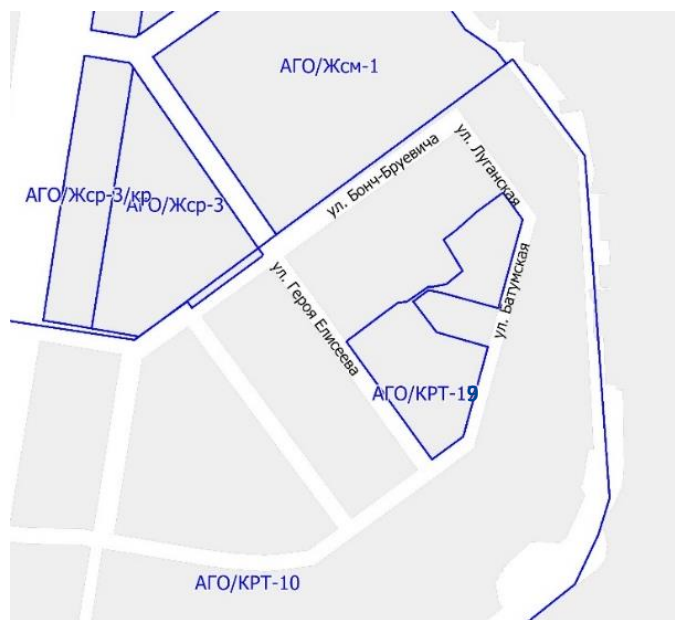 АГО/Жсм-1
ул. Бонч-Бруевича
ул. Луганская
АГО/Жср-3/кр
АГО/Жср-3
ул. Батумская
ул. Героя Елисеева
АГО/КРТ-19
АГО/КРТ-10